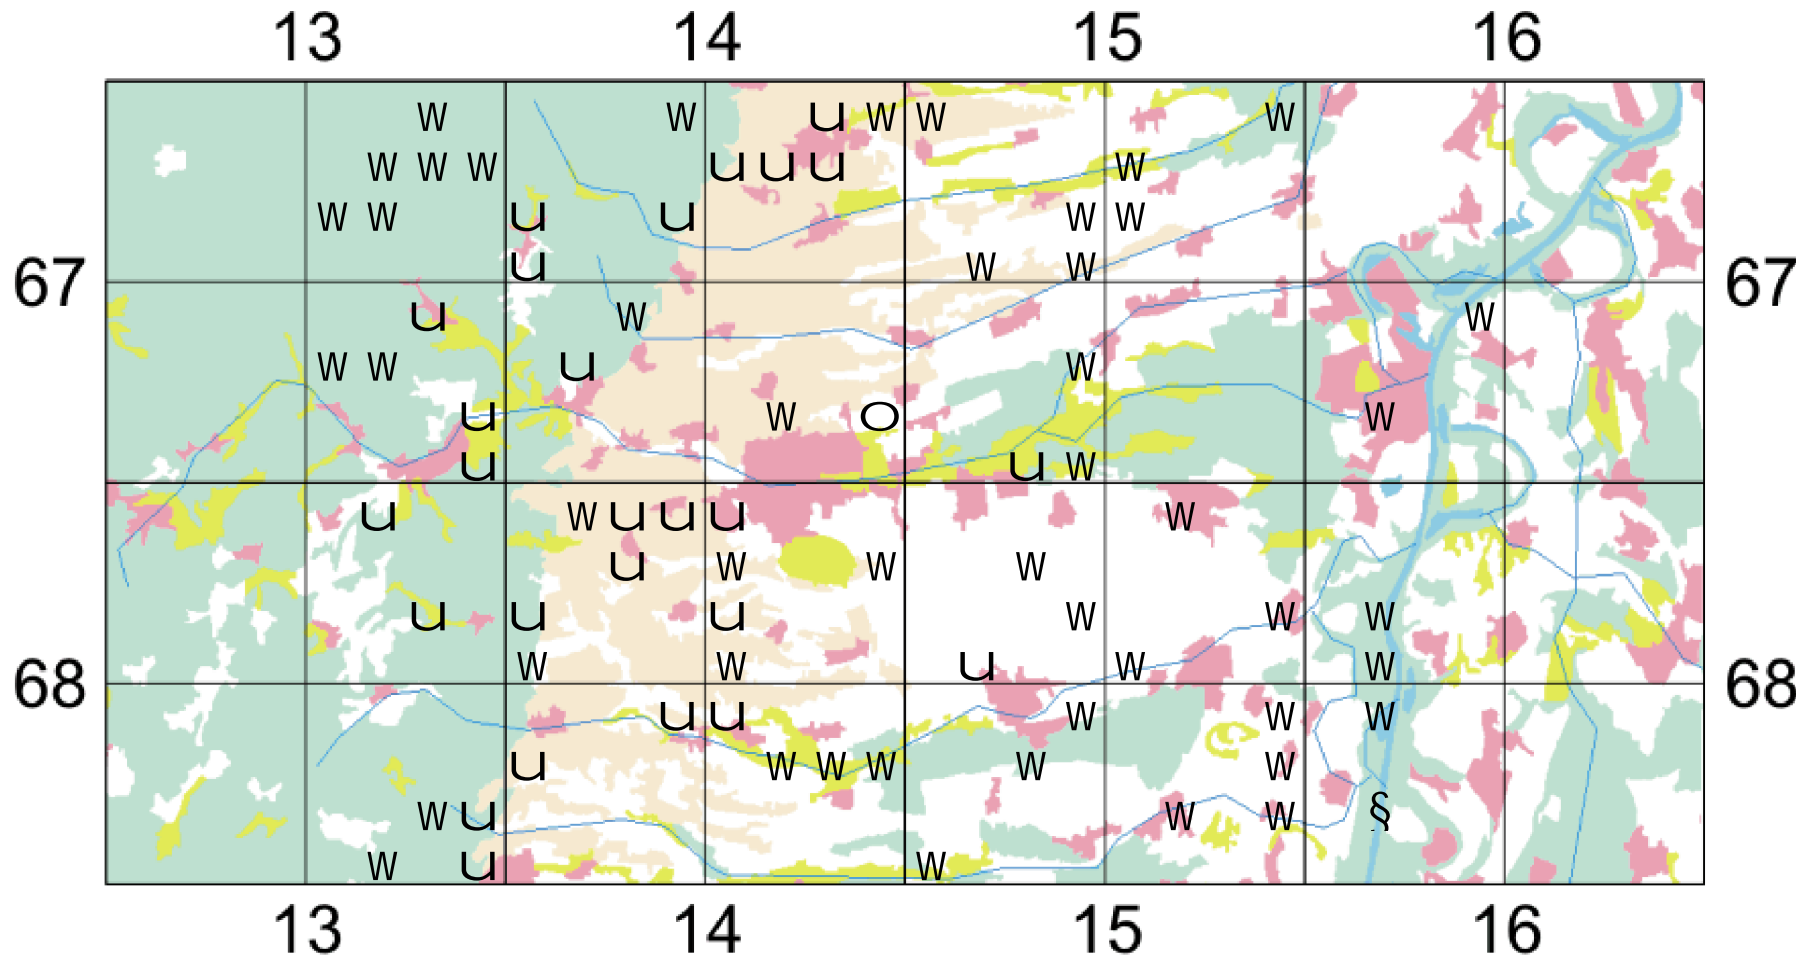 13 14 15 16
W W u W W W
W W W u u u W
W W u u W W
67 u W W 67
u W W
W W u W
u W o W
u u W
u W u u u W
u W W W
u u u W W W
W W u W W
68 68
u u W W W
u W W W W W
W u W W §
W u W
13 14 15 16